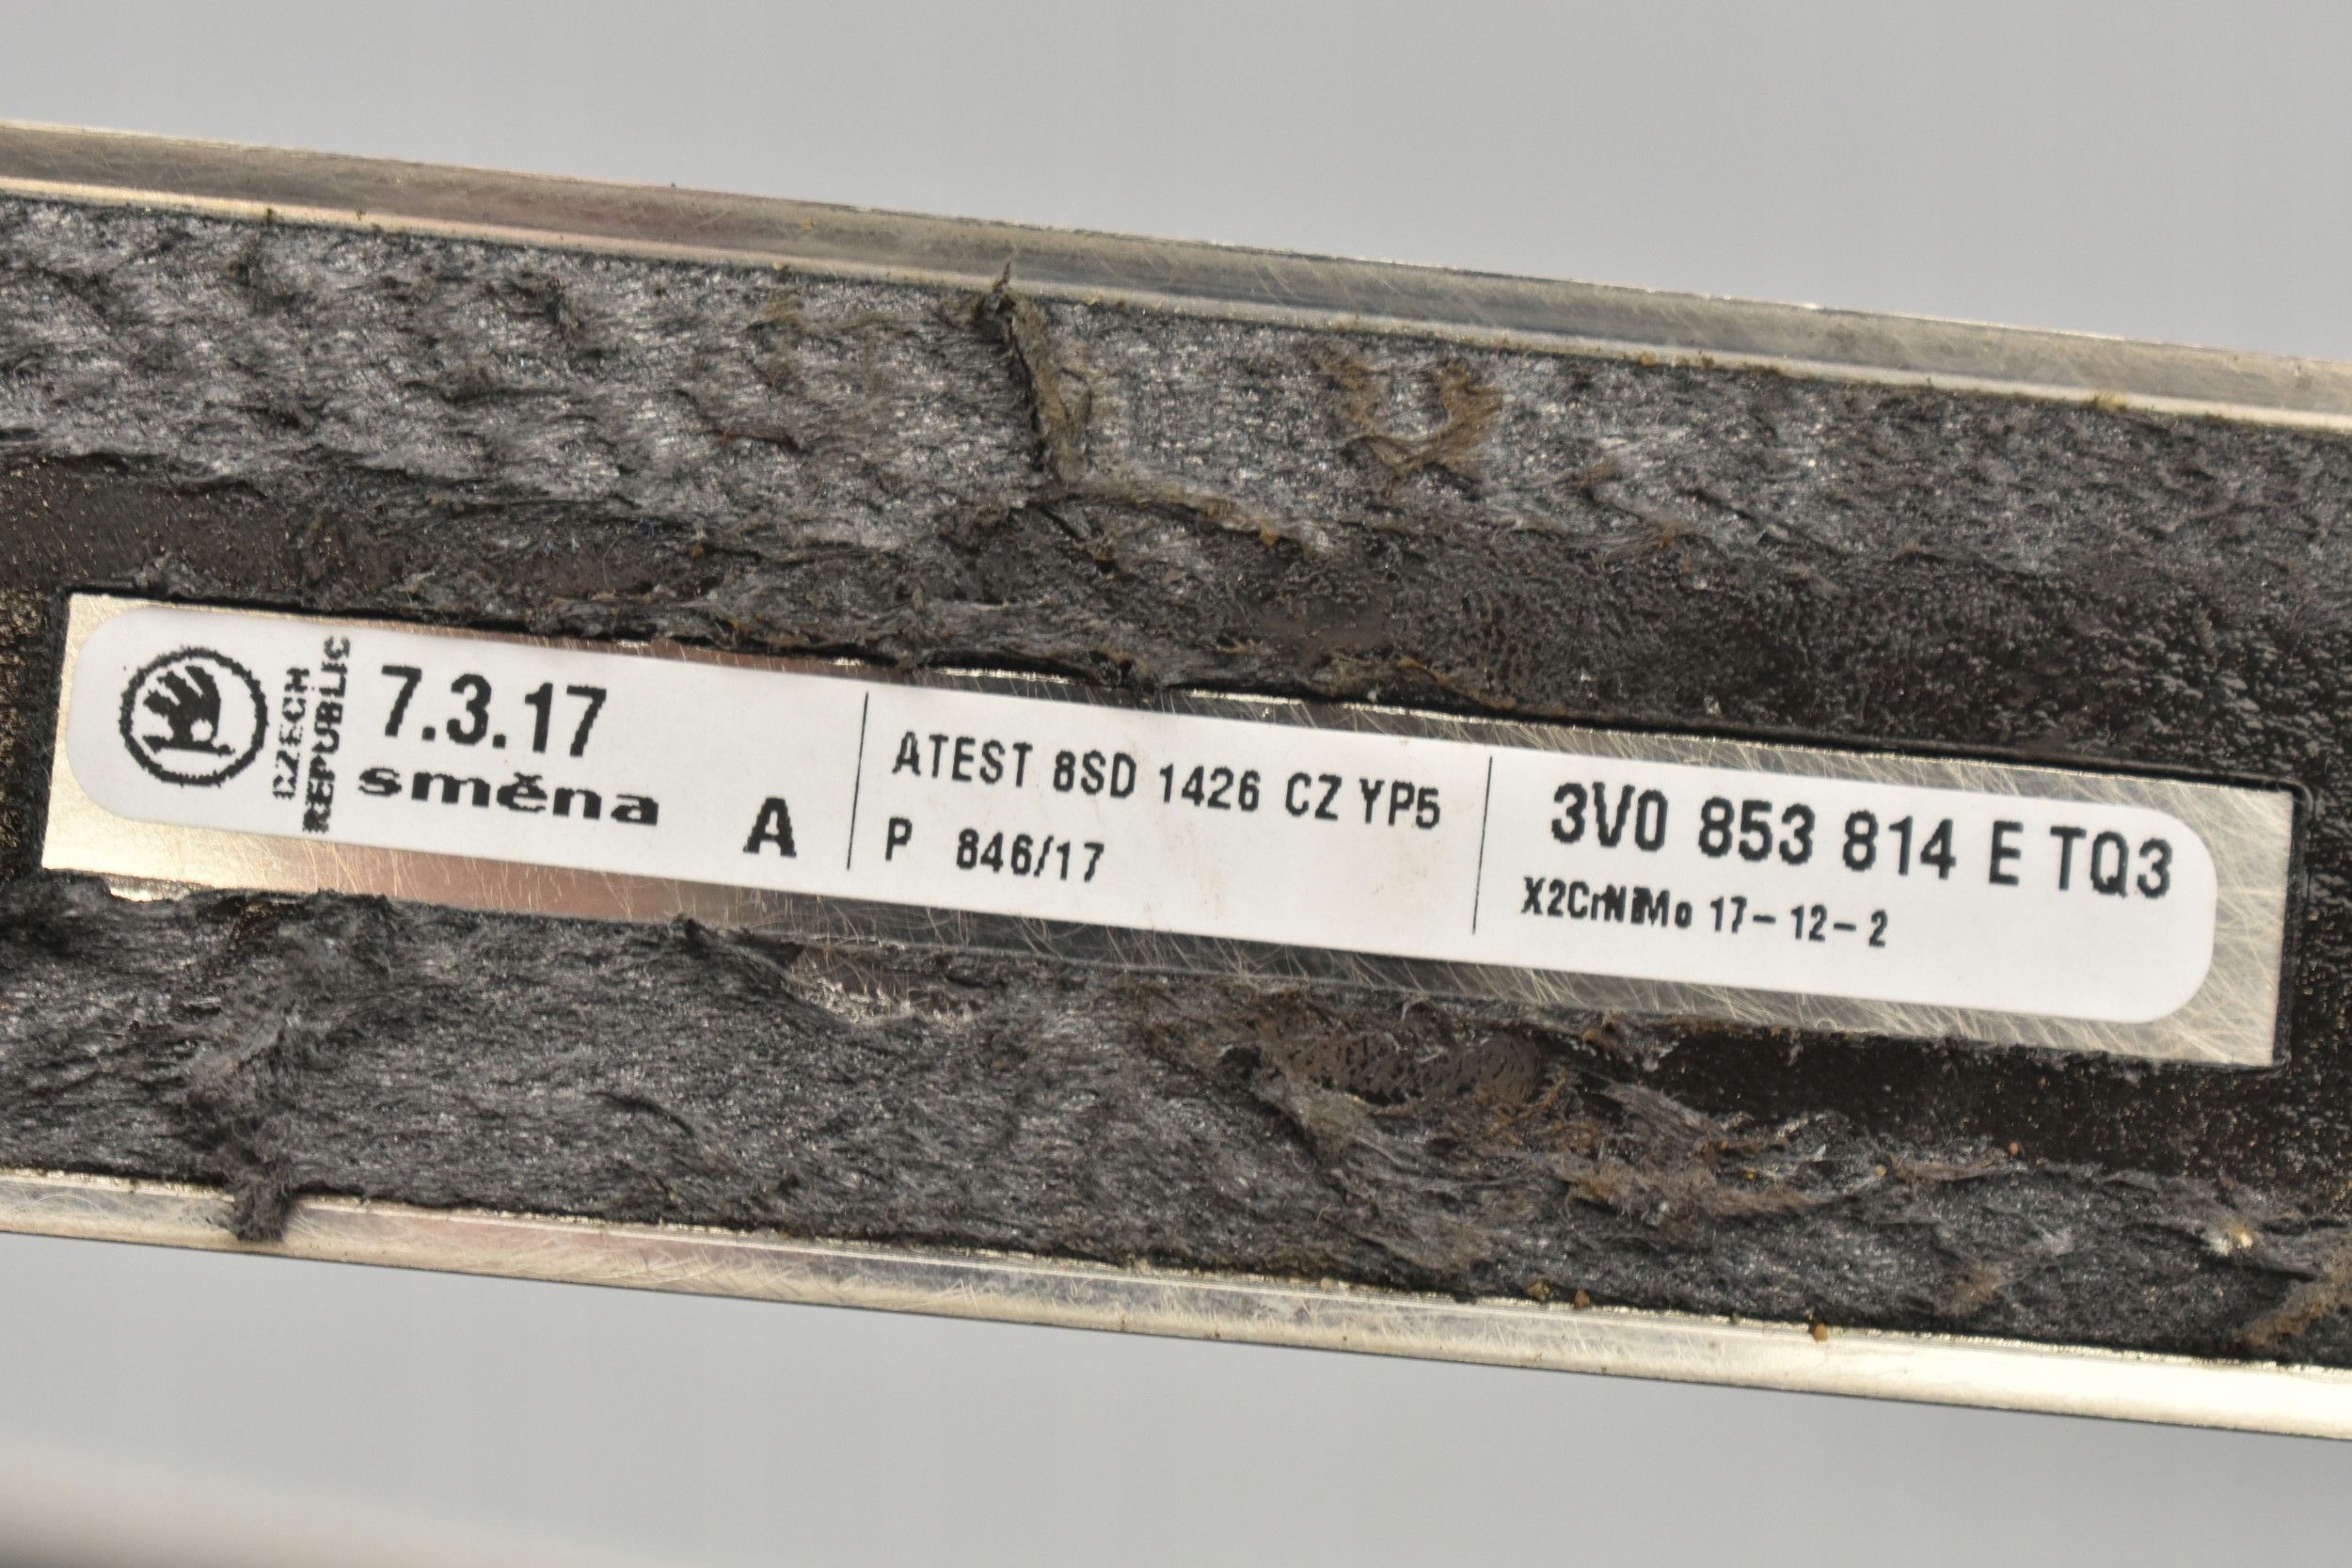 CZECH
REPUBLIC
7.3.17
směna A
ATEST 8SD 1426 CZ YP5
P 846/17
3V0 853 814 E TQ3
X2CrNiMo 17-12-2